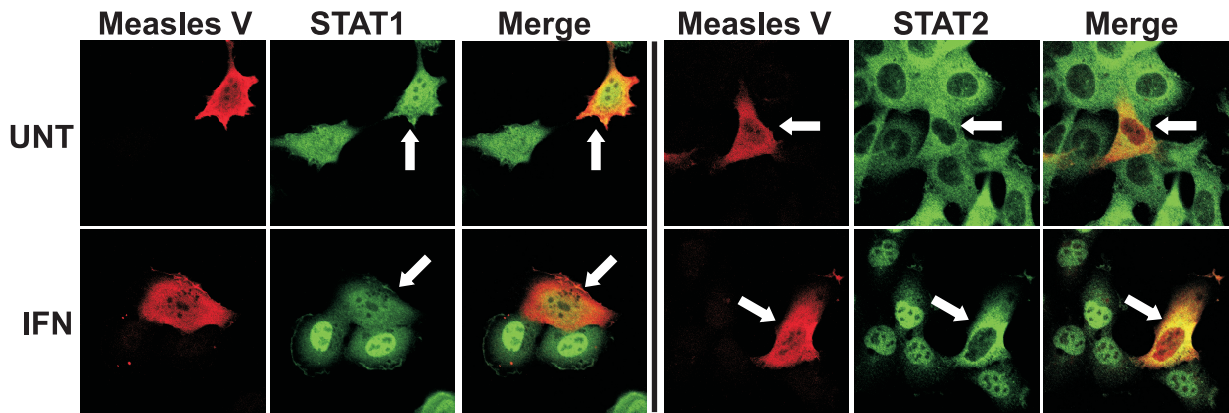 Measles V STAT1 Merge Measles V STAT2 Merge
UNT
IFN